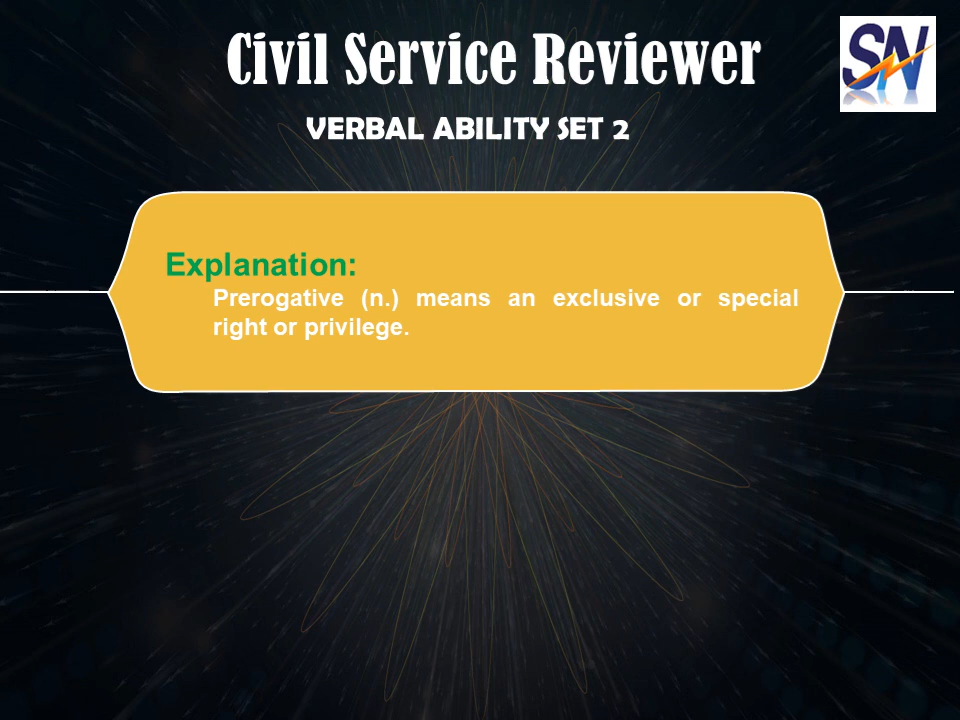 Civil Service Reviewer
SN
VERBAL ABILITY SET 2
Explanation:
Prerogative (n.) means an exclusive or special
right or privilege.